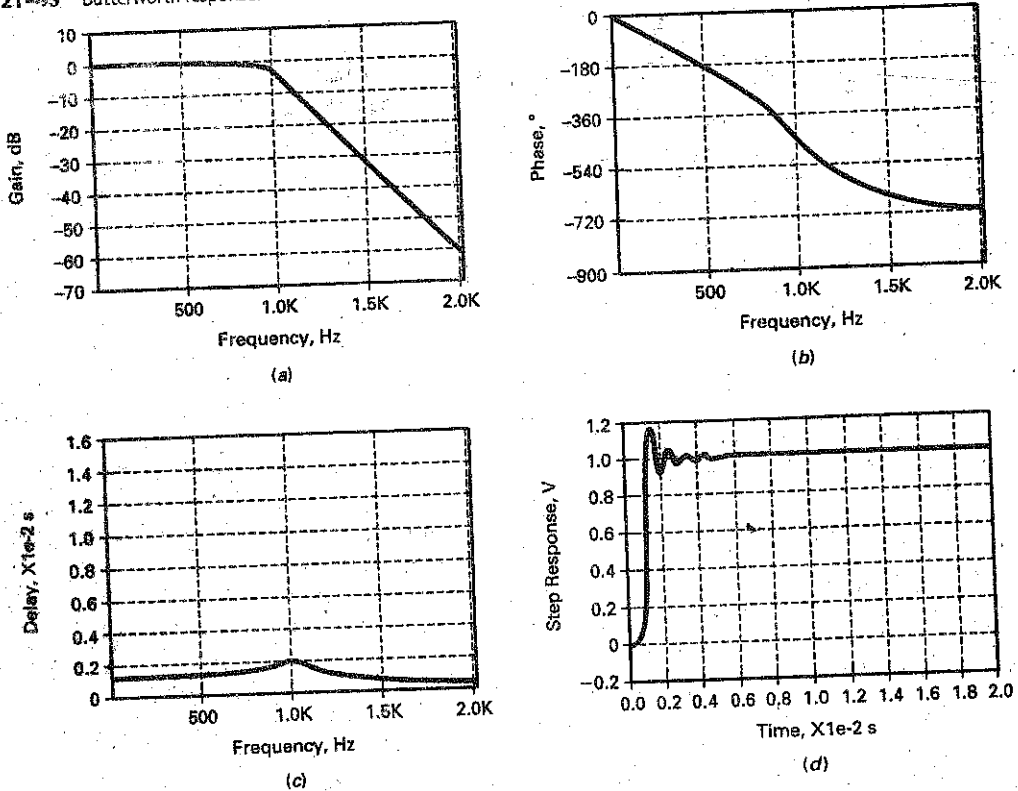 Butterworth
10
0
-10
-20
-30
-40
-50
-60
-70
Gain, dB
500
1.0K
1.5K
2.0K
Frequency, Hz
(a)
0
-180
-360
-540
-720
-900
Phase, °
500
1.0K
1.5K
2.0K
Frequency, Hz
(b)
1.6
1.4
1.2
1.0
0.8
0.6
0.4
0.2
0
Delay, X1e-2 s
500
1.0K
1.5K
2.0K
Frequency, Hz
(c)
1.2
1.0
0.8
0.6
0.4
0.2
0
-0.2
Step Response, V
0.0 0.2 0.4 0.6 0.8 1.0 1.2 1.4 1.6 1.8 2.0
Time, X1e-2 s
(d)